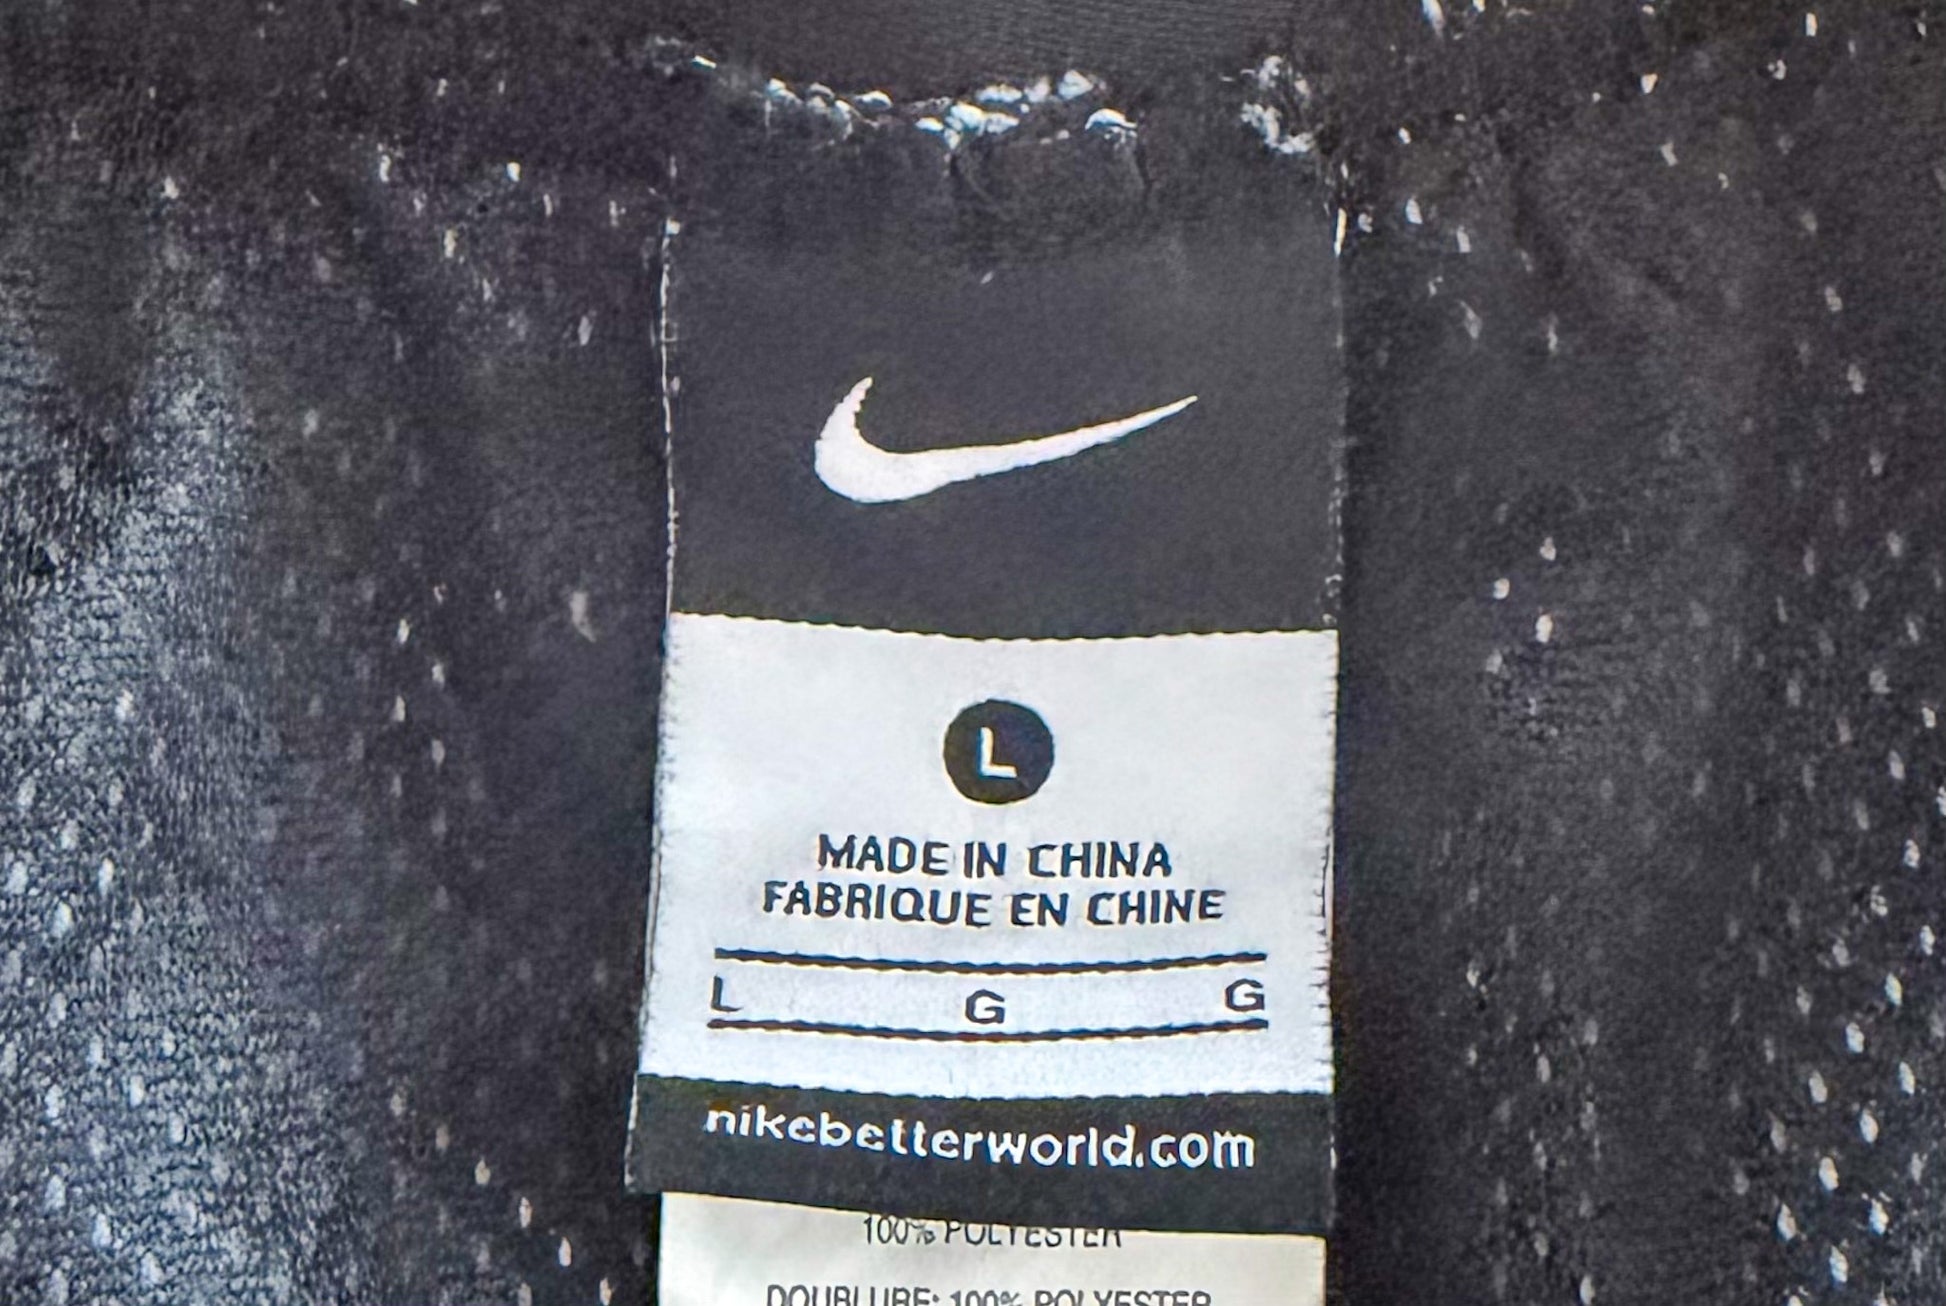 L
MADE IN CHINA
FABRIQUE EN CHINE
L G G
nikebetterworld.com
100% POLYESTER
DOUBLURE: 100% POLYESTER